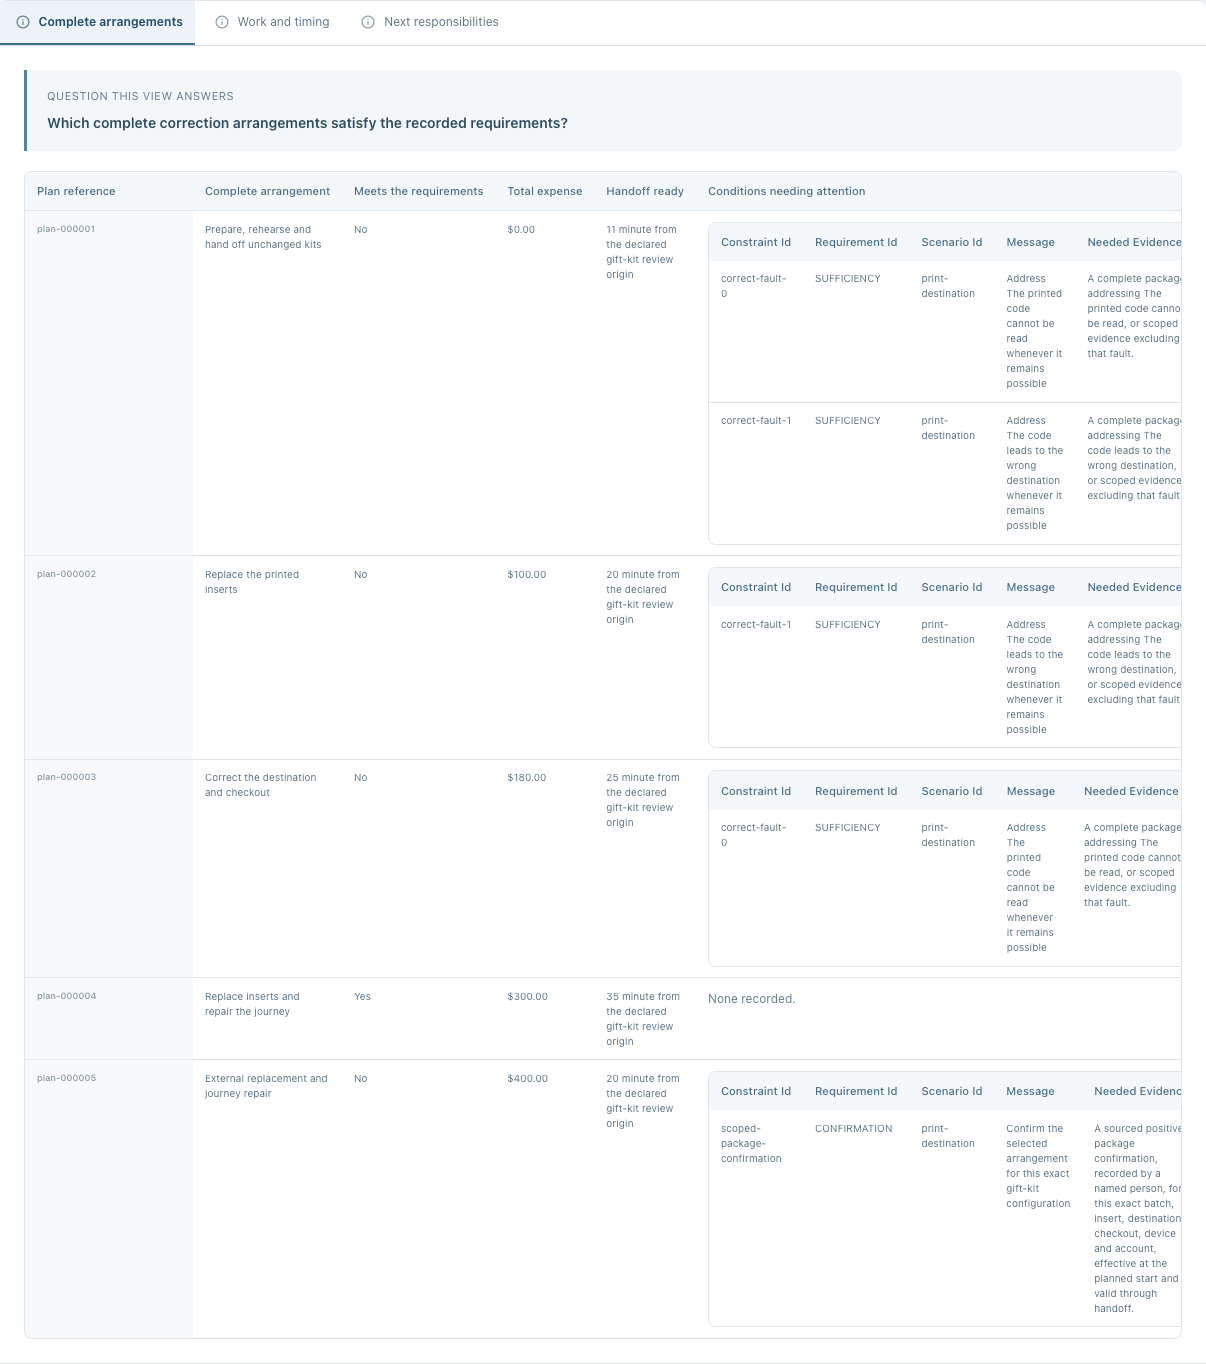 Complete arrangements
Work and timing
Next responsibilities
QUESTION THIS VIEW ANSWERS
Which complete correction arrangements satisfy the recorded requirements?
Plan reference
Complete arrangement
Meets the requirements
Total expense
Handoff ready
Conditions needing attention
plan-000001
Prepare, rehearse and
hand off unchanged kits
No
$0.00
11 minute from
the declared
gift-kit review
origin
Constraint Id
Requirement Id
Scenario Id
Message
Needed Evidence
correct-fault-
0
SUFFICIENCY
print-
destination
Address
The printed
code
cannot be
read
whenever it
remains
possible
A complete package
addressing The
printed code canno
be read, or scoped
evidence excluding
that fault.
correct-fault-1
SUFFICIENCY
print-
destination
Address
The code
leads to the
wrong
destination
whenever it
remains
possible
A complete package
addressing The
code leads to the
wrong destination,
or scoped evidence
excluding that fault
plan-000002
Replace the printed
inserts
No
$100.00
20 minute from
the declared
gift-kit review
origin
Constraint Id
Requirement Id
Scenario Id
Message
Needed Evidence
correct-fault-1
SUFFICIENCY
print-
destination
Address
The code
leads to the
wrong
destination
whenever it
remains
possible
A complete package
addressing The
code leads to the
wrong destination,
or scoped evidence
excluding that fault
plan-000003
Correct the destination
and checkout
No
$180.00
25 minute from
the declared
gift-kit review
origin
Constraint Id
Requirement Id
Scenario Id
Message
Needed Evidence
correct-fault-
0
SUFFICIENCY
print-
destination
Address
The
printed
code
cannot be
read
whenever
it remains
possible
A complete package
addressing The
printed code cannot
be read, or scoped
evidence excluding
that fault.
plan-000004
Replace inserts and
repair the journey
Yes
$300.00
35 minute from
the declared
gift-kit review
origin
None recorded.
plan-000005
External replacement and
journey repair
No
$400.00
20 minute from
the declared
gift-kit review
origin
Constraint Id
Requirement Id
Scenario Id
Message
Needed Evidenc
scoped-
package-
confirmation
CONFIRMATION
print-
destination
Confirm the
selected
arrangement
for this exact
gift-kit
configuration
A sourced positive
package
confirmation,
recorded by a
named person, for
this exact batch,
insert, destination
checkout, device
and account,
effective at the
planned start and
valid through
handoff.